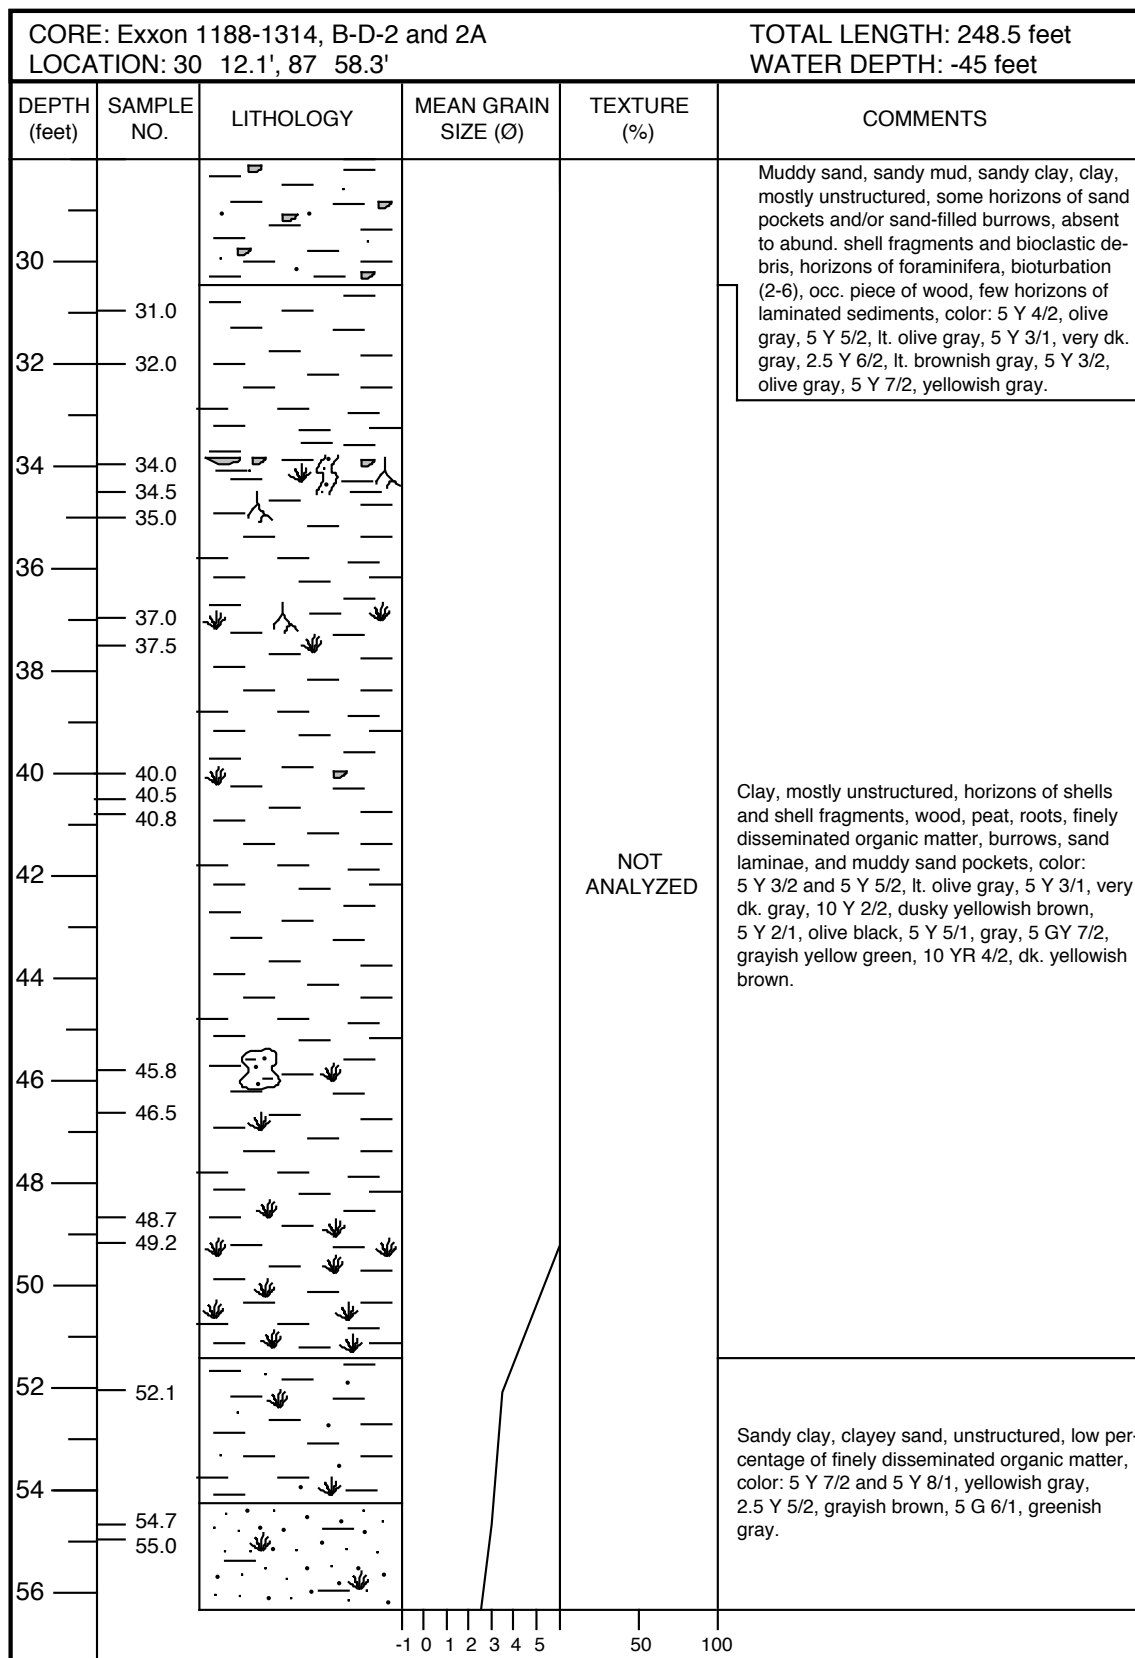 CORE: Exxon 1188-1314, B-D-2 and 2A
LOCATION: 30 12.1', 87 58.3'
TOTAL LENGTH: 248.5 feet
WATER DEPTH: -45 feet
DEPTH
(feet)
SAMPLE
NO.
LITHOLOGY
MEAN GRAIN
SIZE (Ø)
TEXTURE
(%)
COMMENTS
Muddy sand, sandy mud, sandy clay, clay,
mostly unstructured, some horizons of sand
pockets and/or sand-filled burrows, absent
to abund. shell fragments and bioclastic de-
bris, horizons of foraminifera, bioturbation
(2-6), occ. piece of wood, few horizons of
laminated sediments, color: 5 Y 4/2, olive
gray, 5 Y 5/2, lt. olive gray, 5 Y 3/1, very dk.
gray, 2.5 Y 6/2, lt. brownish gray, 5 Y 3/2,
olive gray, 5 Y 7/2, yellowish gray.
30
31.0
32
32.0
34
34.0
34.5
35.0
36
37.0
37.5
38
40
40.0
40.5
40.8
42
44
45.8
46
46.5
48
48.7
49.2
50
52
52.1
54
54.7
55.0
56
NOT
ANALYZED
Clay, mostly unstructured, horizons of shells
and shell fragments, wood, peat, roots, finely
disseminated organic matter, burrows, sand
laminae, and muddy sand pockets, color:
5 Y 3/2 and 5 Y 5/2, lt. olive gray, 5 Y 3/1, very
dk. gray, 10 Y 2/2, dusky yellowish brown,
5 Y 2/1, olive black, 5 Y 5/1, gray, 5 GY 7/2,
grayish yellow green, 10 YR 4/2, dk. yellowish
brown.
Sandy clay, clayey sand, unstructured, low per-
centage of finely disseminated organic matter,
color: 5 Y 7/2 and 5 Y 8/1, yellowish gray,
2.5 Y 5/2, grayish brown, 5 G 6/1, greenish
gray.
-1 0 1 2 3 4 5
50 100